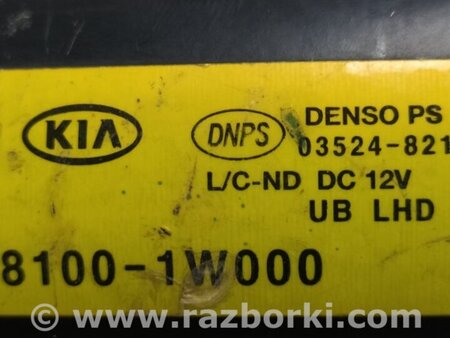 KIA DNPS DENSO PS
03524-821
L/C-ND DC 12V
UB LHD
8100-1W000
© www.razborki.com